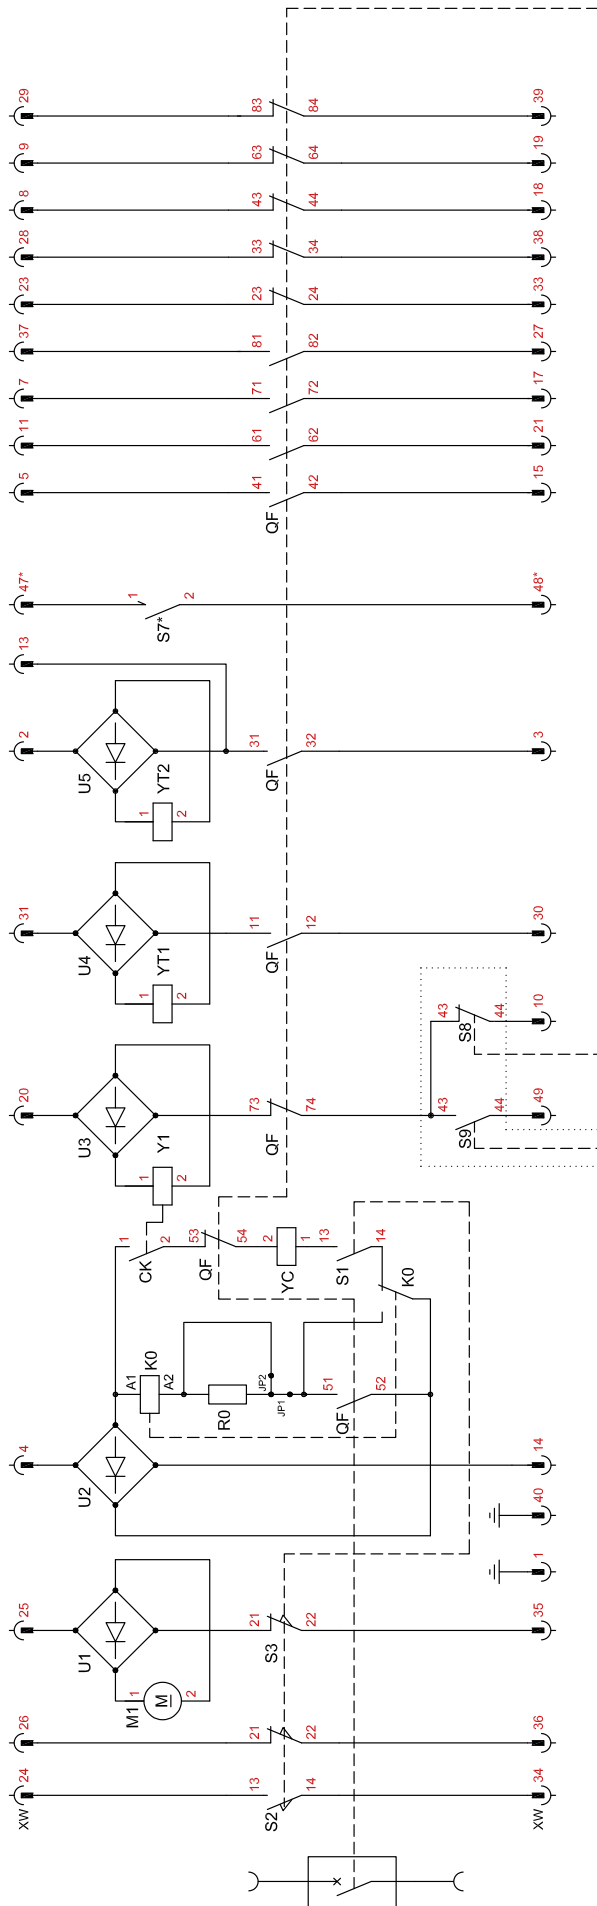 XW 24 26 25 4 20 31 2 13 47* 5 11 7 37 23 28 8 9 29
U1 U2 U3 U4 U5
M1 1 A1 1 1 1 1 1
K0 CK Y1 YT1 YT2 S7*
M A2 2
2 2 2 2 2
QF 53
R0
54
13 21 21 JP2 2 73 11 31 41 61 71 81 23 33 43 63 83
S2 S3 JP1 YC QF QF QF QF
14 22 22 1 74 12 32 42 62 72 82 24 34 44 64 84
51 13
QF S1
52 14
K0
43 43
S9 S8
44 44
XW 34 36 35 1 40 14 49 10 30 3 48* 15 21 17 27 33 38 18 19 39